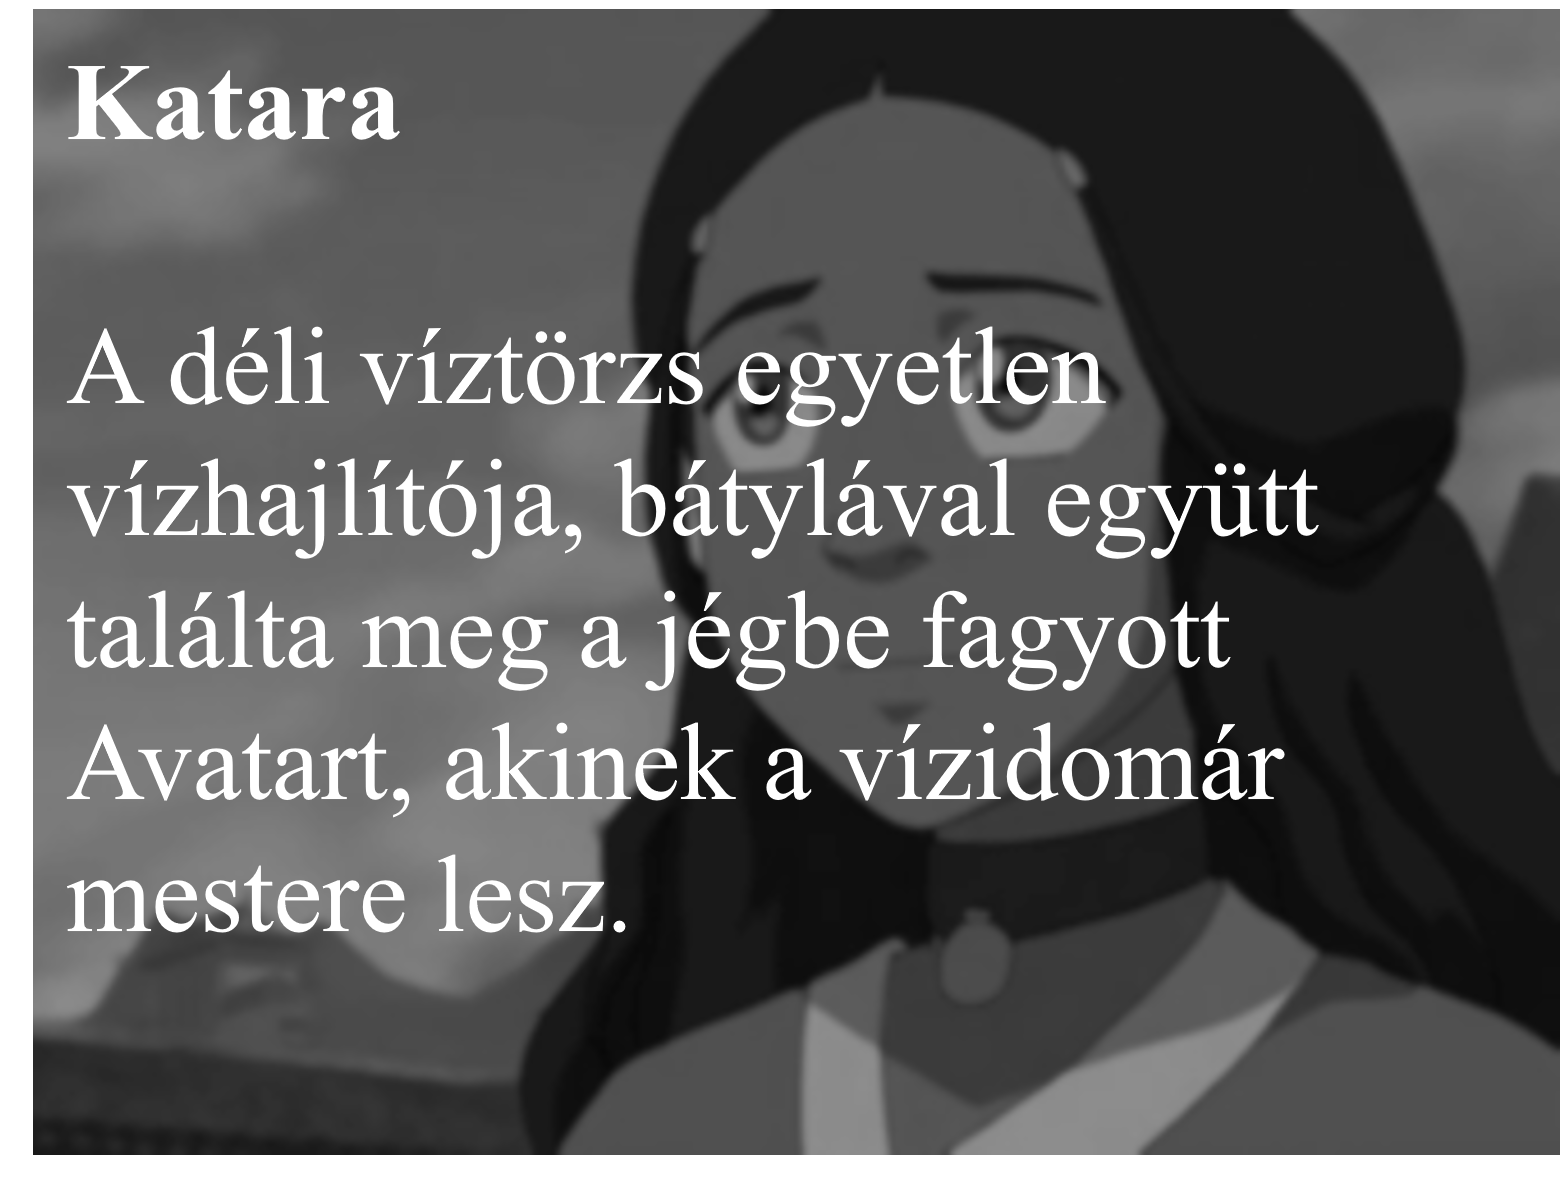 Katara
A déli víztörzs egyetlen
vízhajlítója, bátylával együtt
találta meg a jégbe fagyott
Avatart, akinek a vízidomár
mestere lesz.